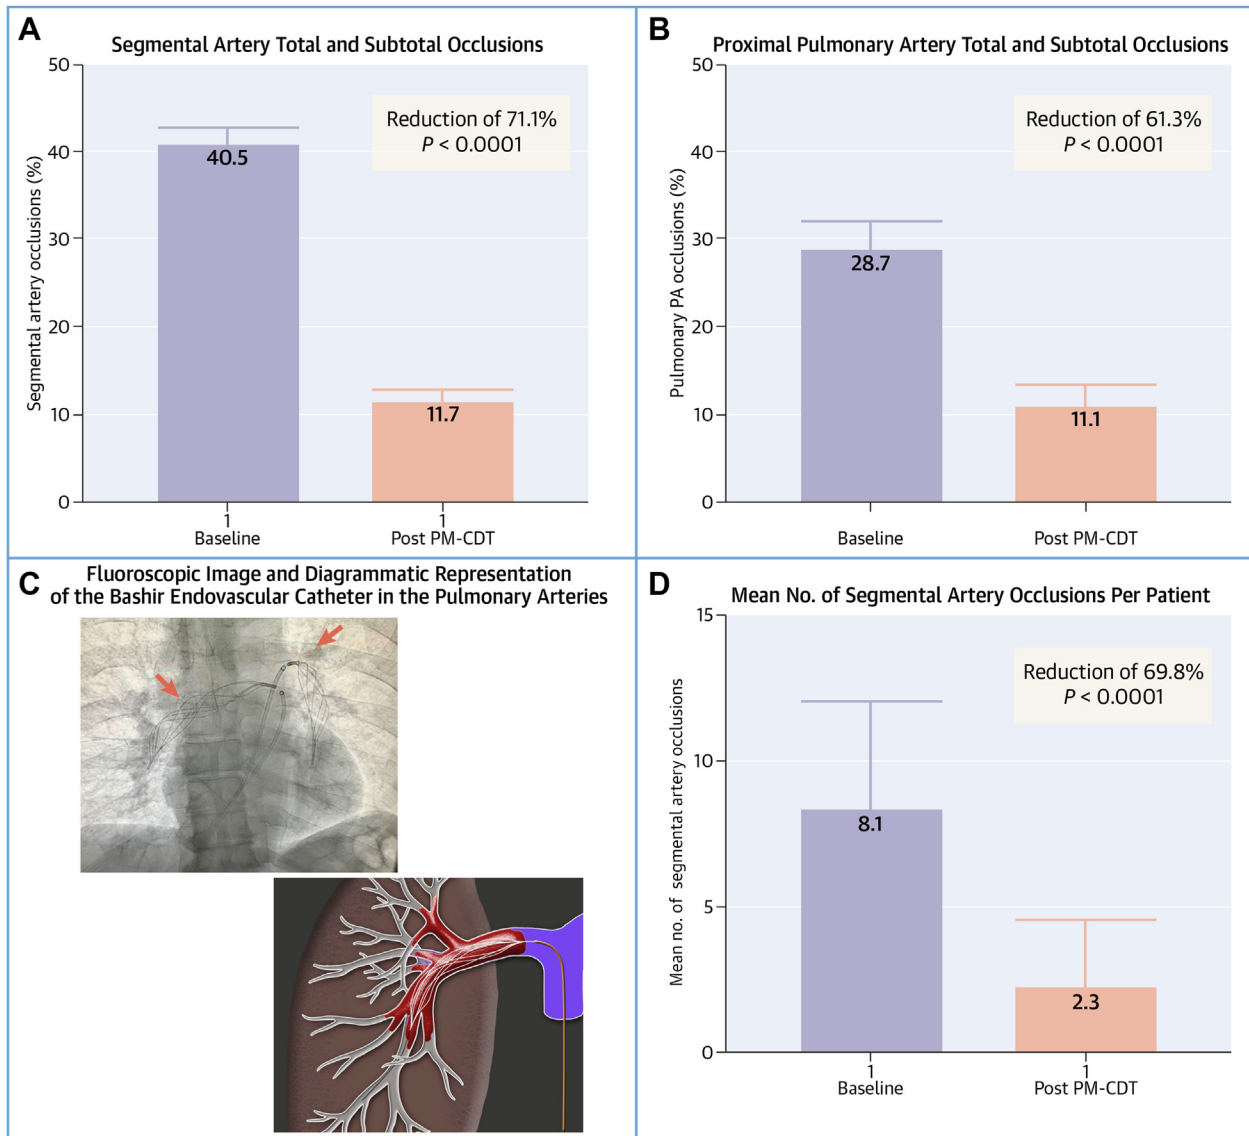 A
Segmental Artery Total and Subtotal Occlusions
Segmental artery occlusions (%)
50
40
30
20
10
0
Reduction of 71.1%
P < 0.0001
40.5
11.7
1
1
Baseline
Post PM-CDT
B
Proximal Pulmonary Artery Total and Subtotal Occlusions
Pulmonary PA occlusions (%)
50
40
30
20
10
0
Reduction of 61.3%
P < 0.0001
28.7
11.1
Baseline
Post PM-CDT
C
Fluoroscopic Image and Diagrammatic Representation
of the Bashir Endovascular Catheter in the Pulmonary Arteries
D
Mean No. of Segmental Artery Occlusions Per Patient
Mean no. of segmental artery occlusions
15
10
5
0
Reduction of 69.8%
P < 0.0001
8.1
2.3
1
1
Baseline
Post PM-CDT